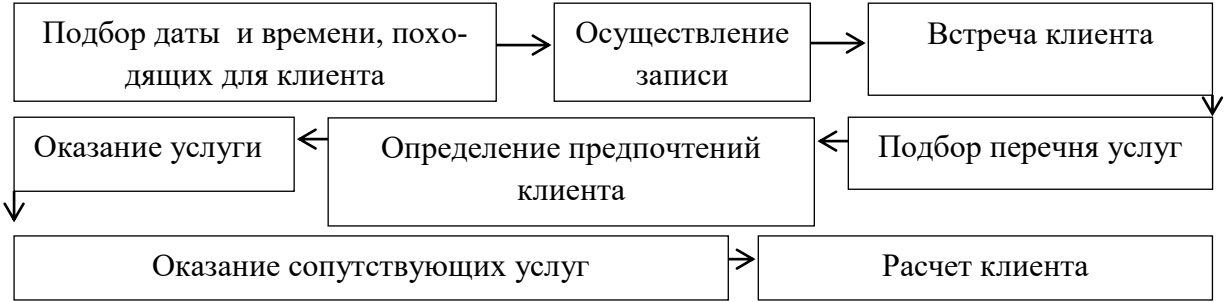 Подбор даты и времени, похо-
дящих для клиента
Осуществление
записи
Встреча клиента
Оказание услуги
Определение предпочтений
клиента
Подбор перечня услуг
Оказание сопутствующих услуг
Расчет клиента